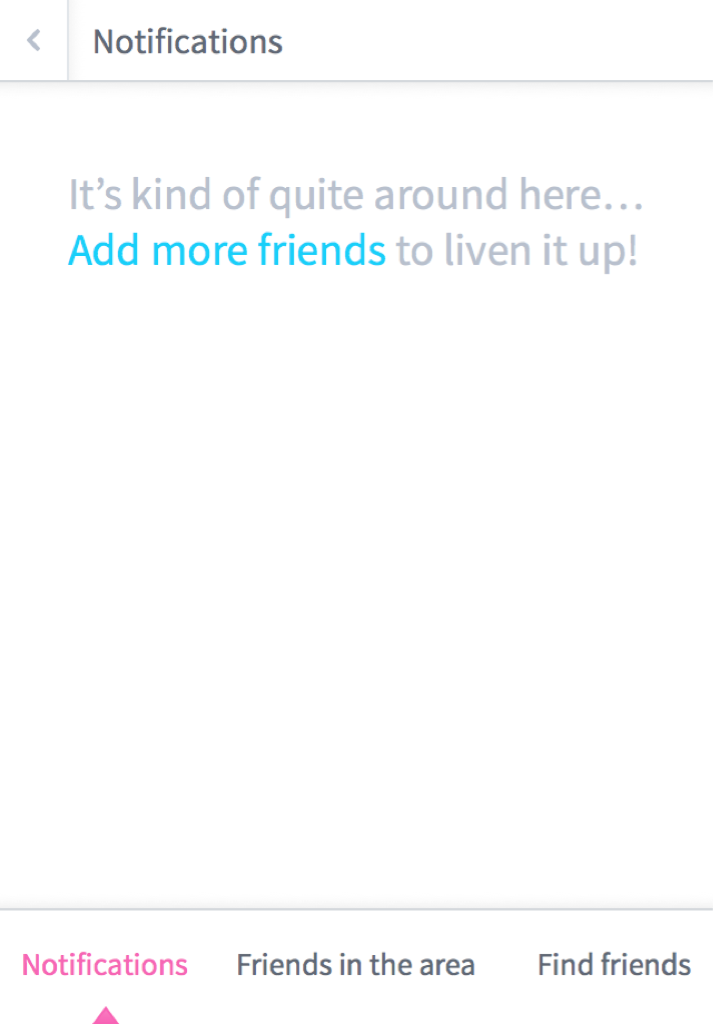 Notifications
It’s kind of quite around here…
Add more friends to liven it up!
Notifications Friends in the area Find friends